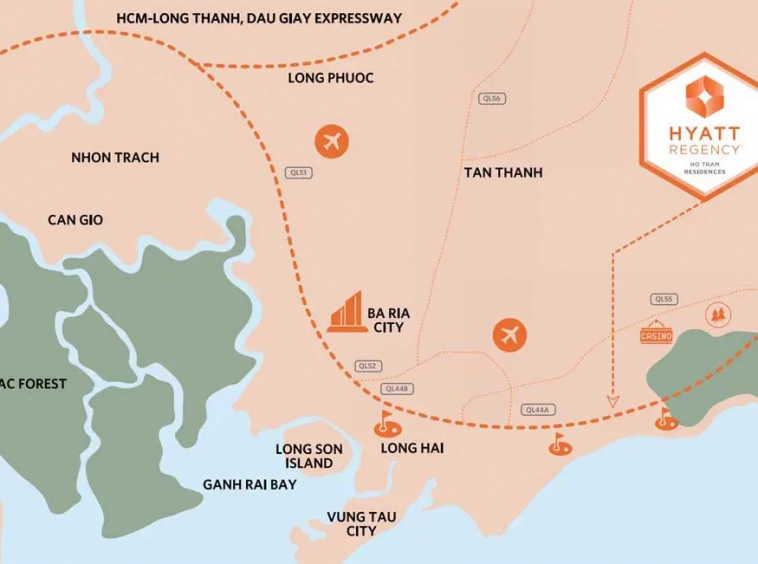 HCM-LONG THANH, DAU GIAY EXPRESSWAY
LONG PHUOC
QL56
HYATT
REGENCY
HO TRAM
RESIDENCES
NHON TRACH
QL51
TAN THANH
CAN GIO
QL55
BA RIA
CITY
CASINO
QL52
AC FOREST
QL44B
QL44A
LONG SON
ISLAND
LONG HAI
GANH RAI BAY
VUNG TAU
CITY